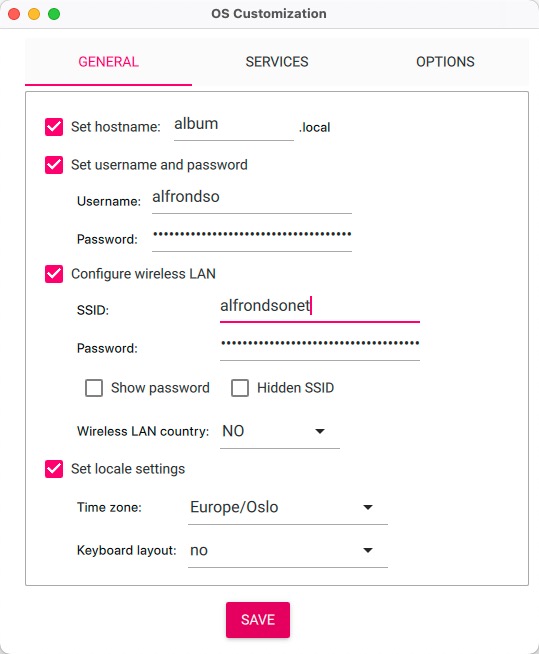 OS Customization
GENERAL SERVICES OPTIONS
Set hostname: album .local
Set username and password
Username: alfrondso
Password: ••••••••••••••••••••••••••••••••••••
Configure wireless LAN
SSID: alfrondsonet
Password: ••••••••••••••••••••••••••••••••••••
Show password Hidden SSID
Wireless LAN country: NO
Set locale settings
Time zone: Europe/Oslo
Keyboard layout: no
SAVE